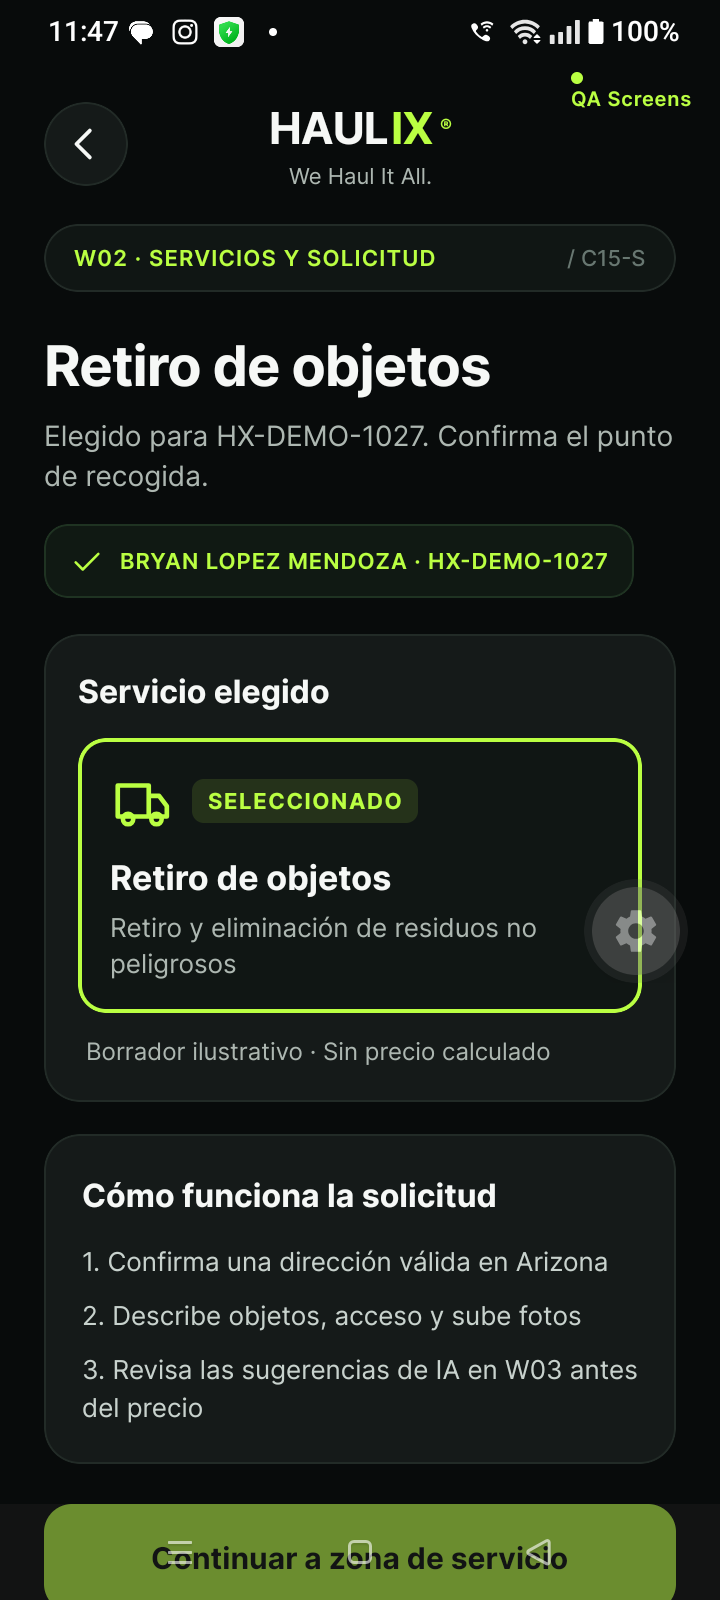 11:47
100%
QA Screens
HAULIX ®
We Haul It All.
W02 · SERVICIOS Y SOLICITUD
/ C15-S
Retiro de objetos
Elegido para HX-DEMO-1027. Confirma el punto
de recogida.
BRYAN LOPEZ MENDOZA · HX-DEMO-1027
Servicio elegido
SELECCIONADO
Retiro de objetos
Retiro y eliminación de residuos no
peligrosos
Borrador ilustrativo · Sin precio calculado
Cómo funciona la solicitud
1. Confirma una dirección válida en Arizona
2. Describe objetos, acceso y sube fotos
3. Revisa las sugerencias de IA en W03 antes
del precio
Continuar a zona de servicio